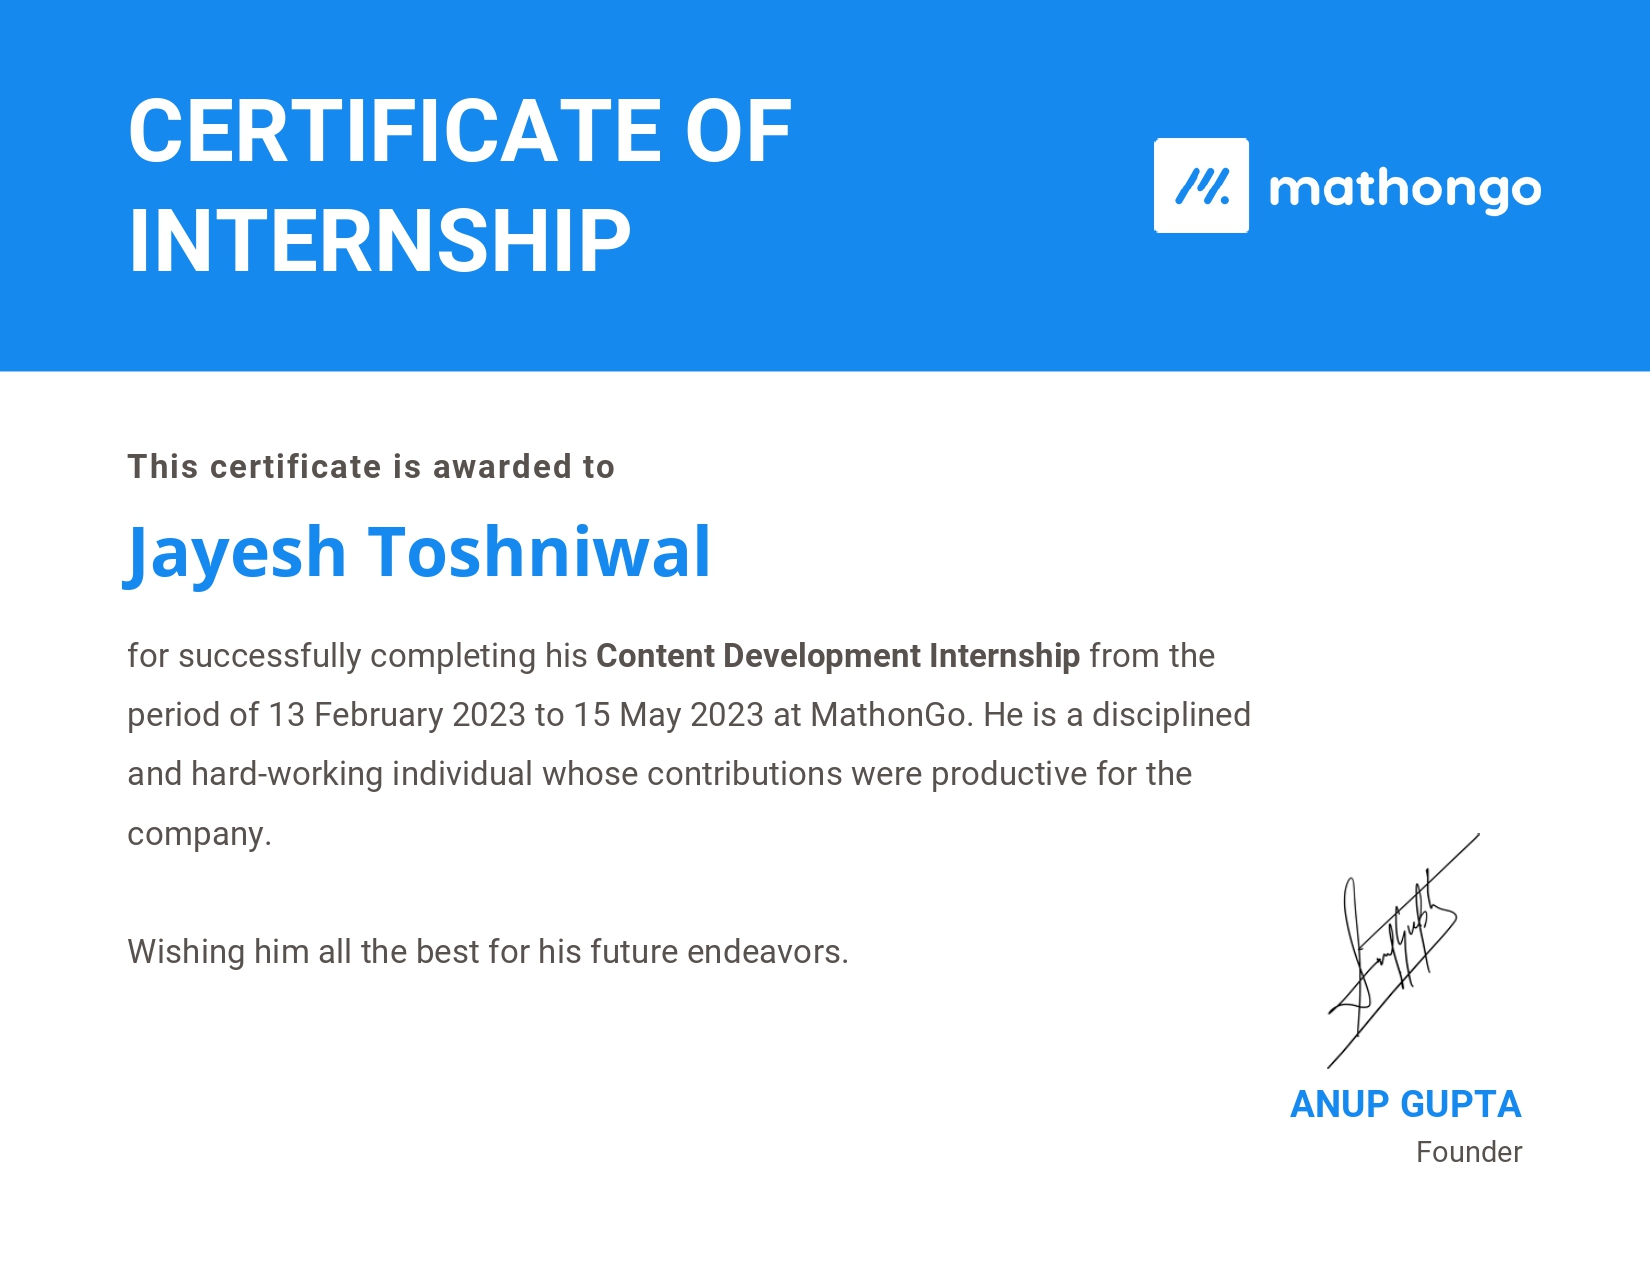 CERTIFICATE OF
INTERNSHIP
mathongo
This certificate is awarded to
Jayesh Toshniwal
for successfully completing his Content Development Internship from the
period of 13 February 2023 to 15 May 2023 at MathonGo. He is a disciplined
and hard-working individual whose contributions were productive for the
company.
Wishing him all the best for his future endeavors.
ANUP GUPTA
Founder